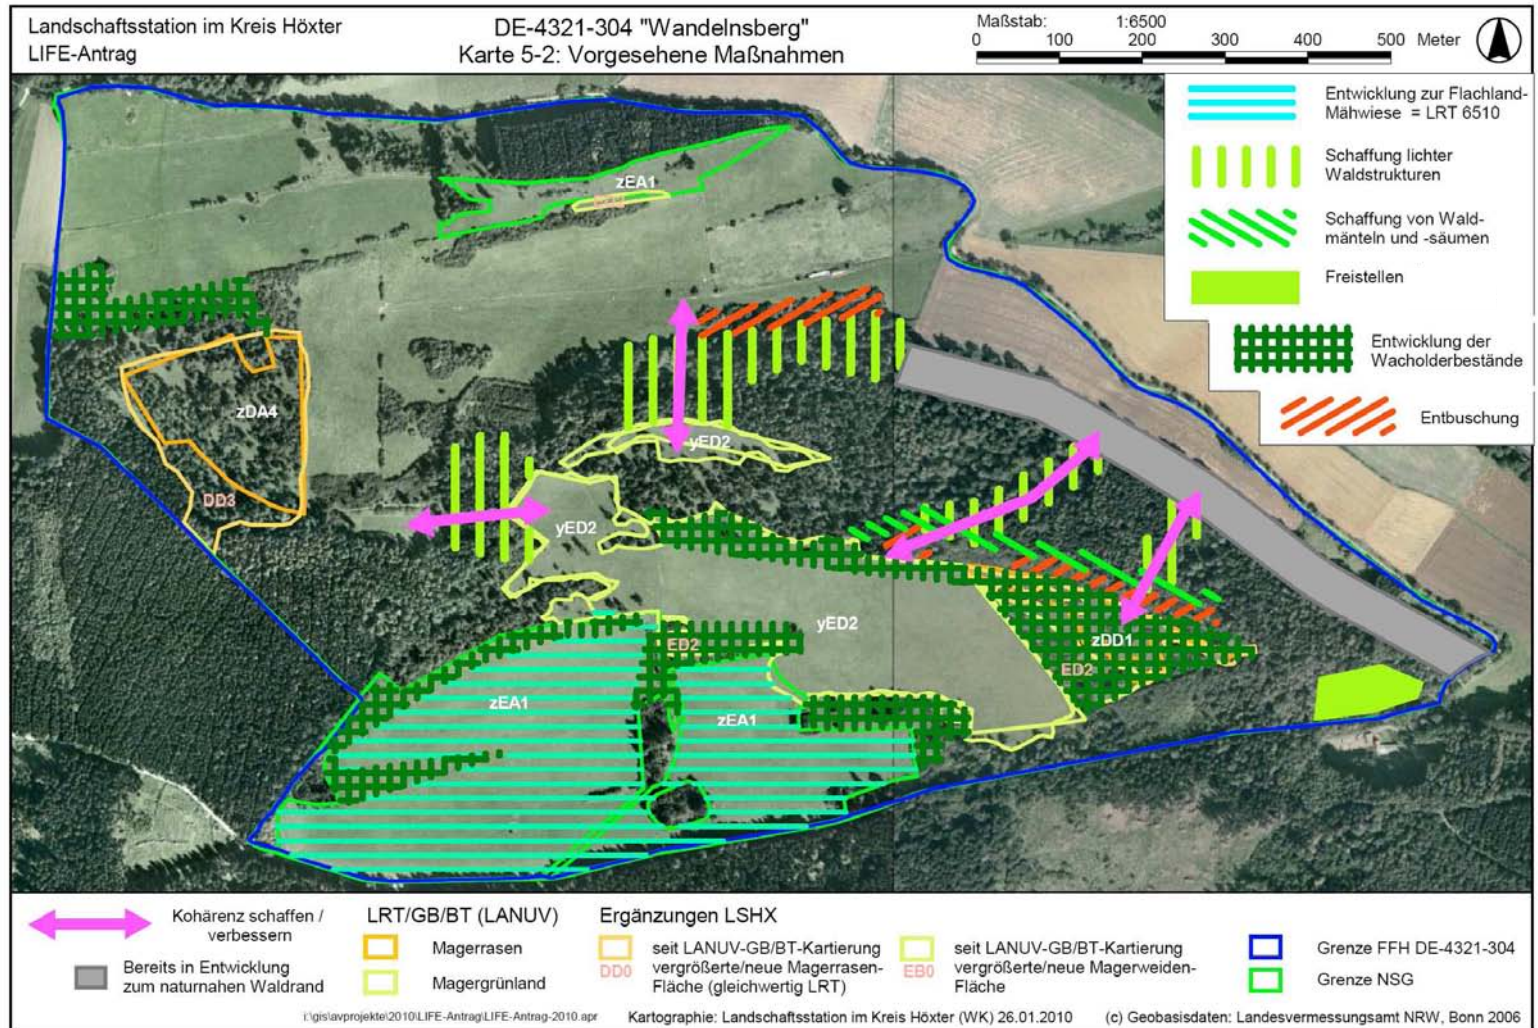 Landschaftsstation im Kreis Höxter
LIFE-Antrag
DE-4321-304 "Wandelnsberg"
Karte 5-2: Vorgesehene Maßnahmen
Maßstab: 1:6500
0 100 200 300 400 500 Meter
Entwicklung zur Flachland-
Mähwiese = LRT 6510
Schaffung lichter
Waldstrukturen
Schaffung von Wald-
mänteln und -säumen
Freistellen
Entwicklung der
Wacholderbestände
Entbuschung
zEA1
zDA4
DD3
yED2
yED2
yED2
ED2
zDD1
ED2
zEA1
zEA1
Kohärenz schaffen /
verbessern
Bereits in Entwicklung
zum naturnahen Waldrand
LRT/GB/BT (LANUV)
Magerrasen
Magergrünland
Ergänzungen LSHX
seit LANUV-GB/BT-Kartierung
DD0 vergrößerte/neue Magerrasen-
Fläche (gleichwertig LRT)
seit LANUV-GB/BT-Kartierung
EB0 vergrößerte/neue Magerweiden-
Fläche
Grenze FFH DE-4321-304
Grenze NSG
i:\gis\avprojekte\2010\LIFE-Antrag\LIFE-Antrag-2010.apr
Kartographie: Landschaftsstation im Kreis Höxter (WK) 26.01.2010
(c) Geobasisdaten: Landesvermessungsamt NRW, Bonn 2006